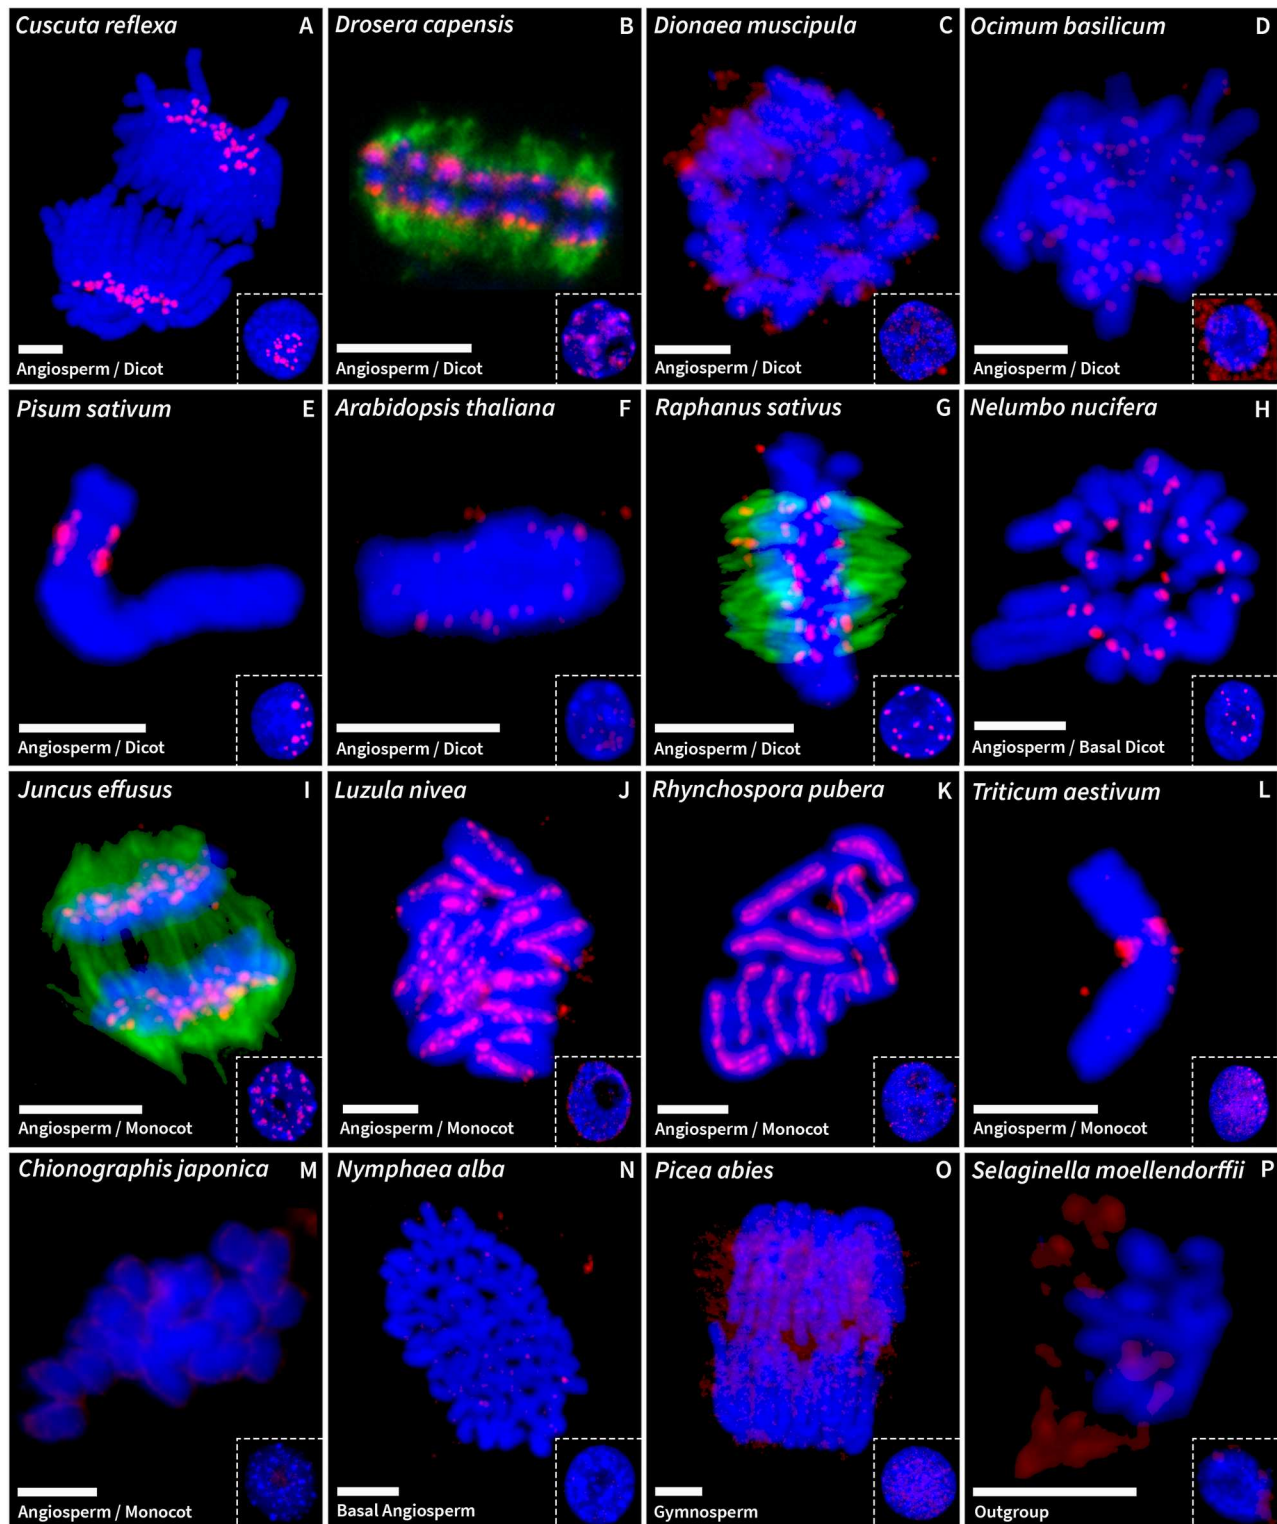 Cuscuta reflexa A
Angiosperm / Dicot
Drosera capensis B
Angiosperm / Dicot
Dionaea muscipula C
Angiosperm / Dicot
Ocimum basilicum D
Angiosperm / Dicot
Pisum sativum E
Angiosperm / Dicot
Arabidopsis thaliana F
Angiosperm / Dicot
Raphanus sativus G
Angiosperm / Dicot
Nelumbo nucifera H
Angiosperm / Basal Dicot
Juncus effusus I
Angiosperm / Monocot
Luzula nivea J
Angiosperm / Monocot
Rhynchospora pubera K
Angiosperm / Monocot
Triticum aestivum L
Angiosperm / Monocot
Chionographis japonica M
Angiosperm / Monocot
Nymphaea alba N
Basal Angiosperm
Picea abies O
Gymnosperm
Selaginella moellendorffii P
Outgroup